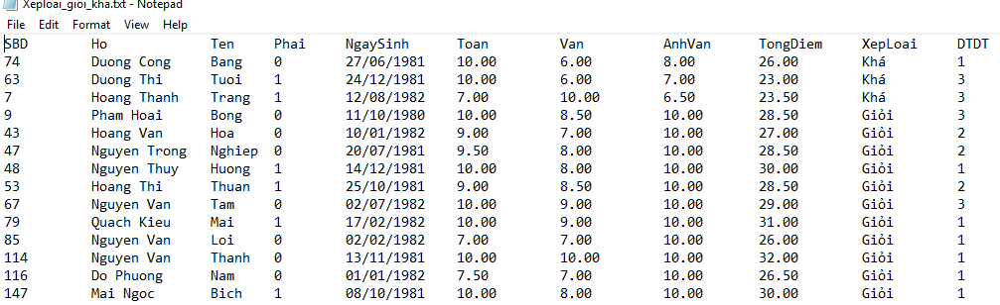 Xeploai_gioi_kha.txt - Notepad
File Edit Format View Help
SBD Ho Ten Phai NgaySinh Toan Van AnhVan TongDiem XepLoai DTDT
74 Duong Cong Bang 0 27/06/1981 10.00 6.00 8.00 26.00 Khá 1
63 Duong Thi Tuoi 1 24/12/1981 10.00 6.00 7.00 23.00 Khá 3
7 Hoang Thanh Trang 1 12/08/1982 7.00 10.00 6.50 23.50 Khá 3
9 Pham Hoai Bong 0 11/10/1980 10.00 8.50 10.00 28.50 Giỏi 3
43 Hoang Van Hoa 0 10/01/1982 9.00 7.00 10.00 27.00 Giỏi 2
47 Nguyen Trong Nghiep 0 20/07/1981 9.50 8.00 10.00 28.50 Giỏi 2
48 Nguyen Thuy Huong 1 14/12/1981 10.00 8.00 10.00 30.00 Giỏi 1
53 Hoang Thi Thuan 1 25/10/1981 9.00 8.50 10.00 28.50 Giỏi 2
67 Nguyen Van Tam 0 02/07/1982 10.00 9.00 10.00 29.00 Giỏi 3
79 Quach Kieu Mai 1 17/02/1982 10.00 9.00 10.00 31.00 Giỏi 1
85 Nguyen Van Loi 0 02/02/1982 7.00 7.00 10.00 26.00 Giỏi 1
114 Nguyen Van Thanh 0 13/11/1981 10.00 10.00 10.00 32.00 Giỏi 1
116 Do Phuong Nam 0 01/01/1982 7.50 7.00 10.00 26.50 Giỏi 1
147 Mai Ngoc Bich 1 08/10/1981 10.00 8.00 10.00 30.00 Giỏi 1